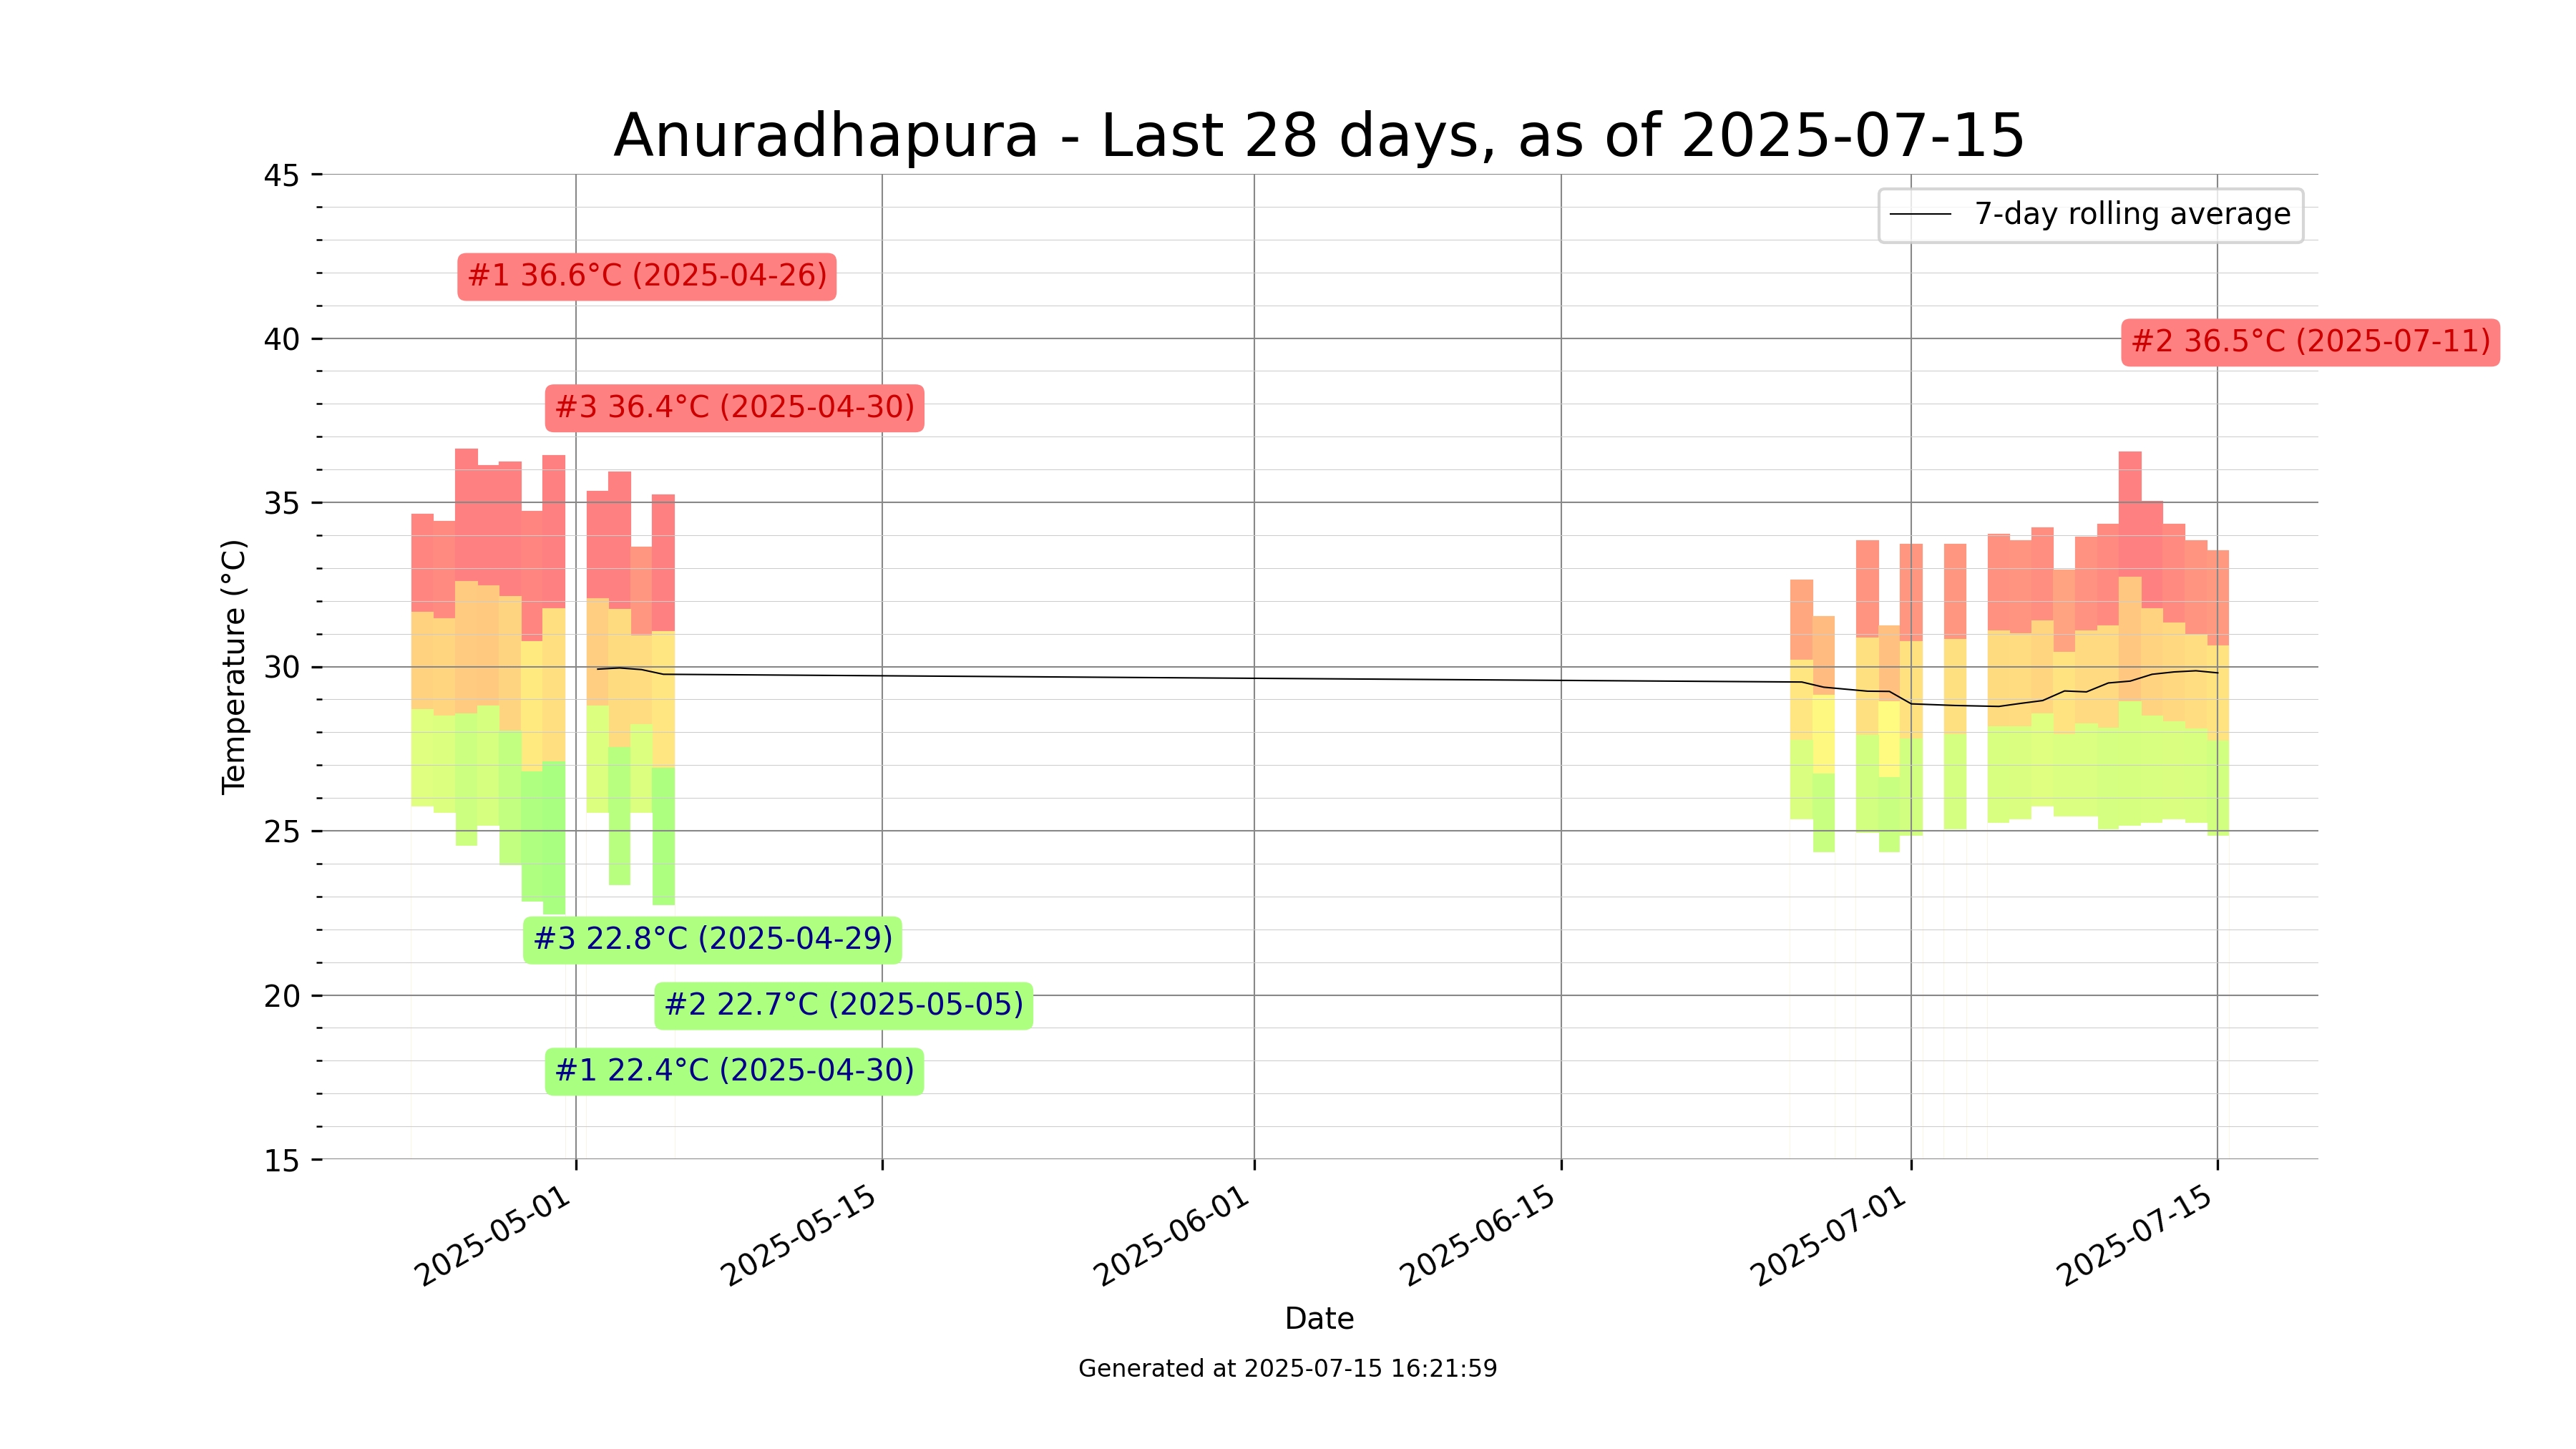 Anuradhapura - Last 28 days, as of 2025-07-15
7-day rolling average
#1 36.6°C (2025-04-26)
#2 36.5°C (2025-07-11)
#3 36.4°C (2025-04-30)
#3 22.8°C (2025-04-29)
#2 22.7°C (2025-05-05)
#1 22.4°C (2025-04-30)
Temperature (°C)
45
40
35
30
25
20
15
2025-05-01
2025-05-15
2025-06-01
2025-06-15
2025-07-01
2025-07-15
Date
Generated at 2025-07-15 16:21:59